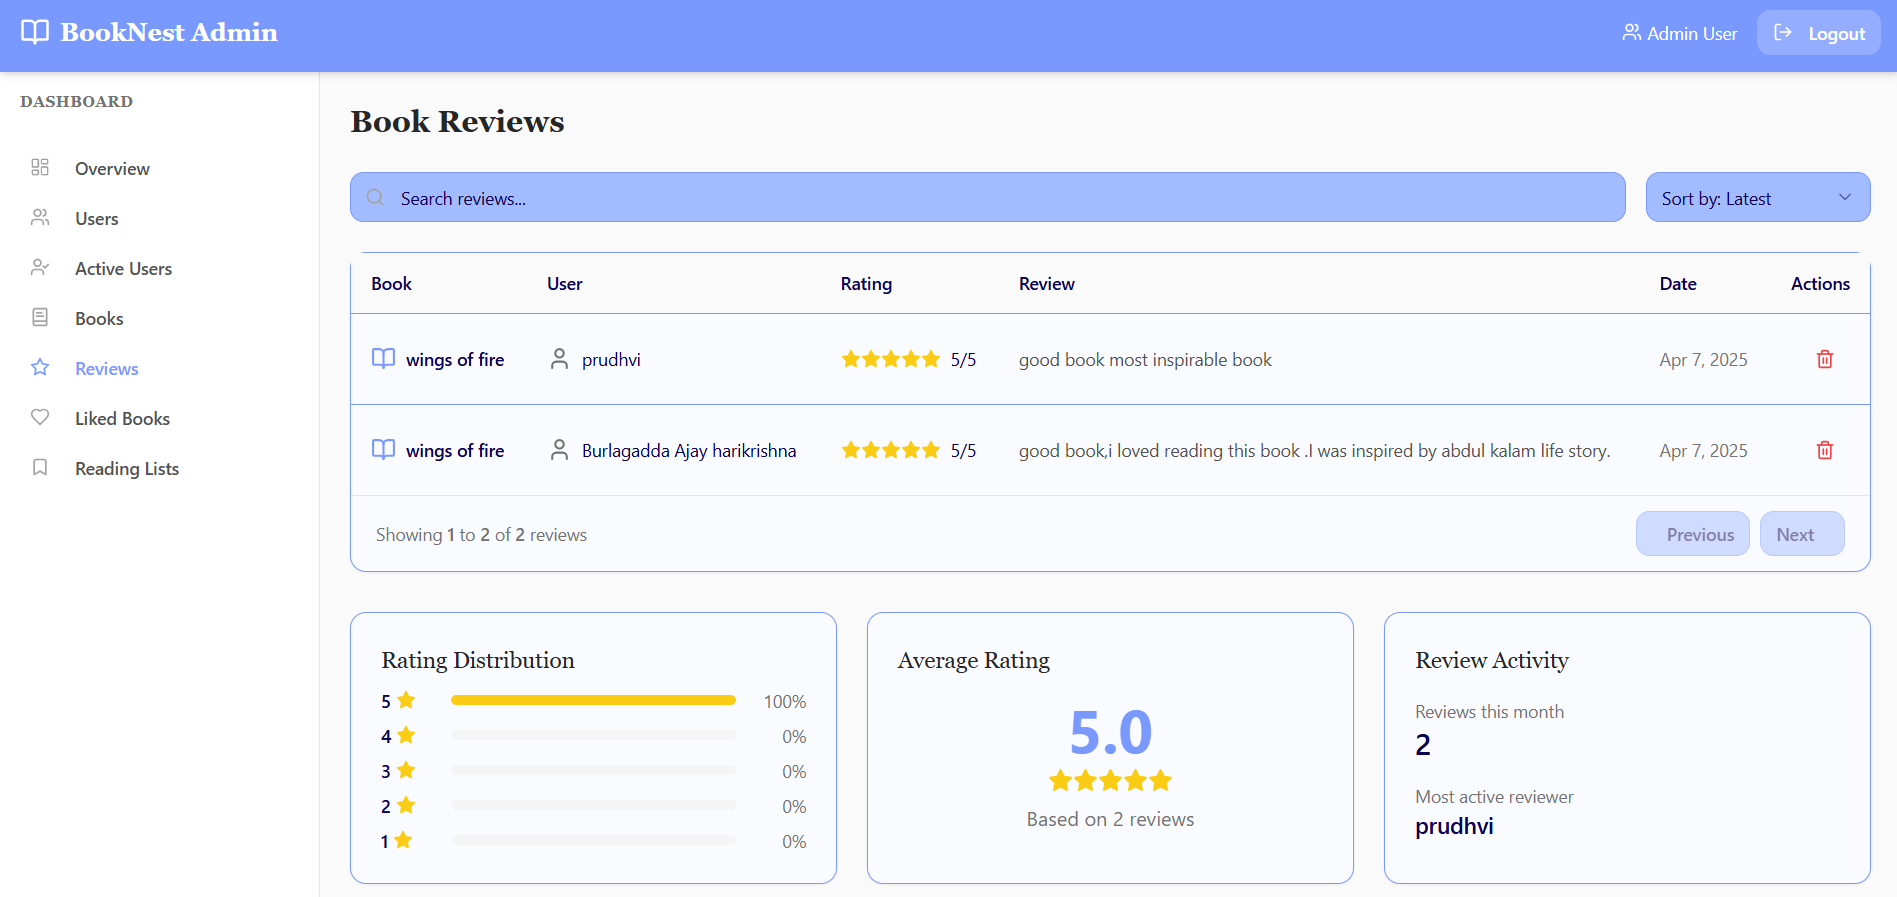 BookNest Admin
Admin User
Logout
DASHBOARD
Overview
Users
Active Users
Books
Reviews
Liked Books
Reading Lists
Book Reviews
Search reviews...
Sort by: Latest
Book User Rating Review Date Actions
wings of fire prudhvi 5/5 good book most inspirable book Apr 7, 2025
wings of fire Burlagadda Ajay harikrishna 5/5 good book,i loved reading this book .I was inspired by abdul kalam life story. Apr 7, 2025
Showing 1 to 2 of 2 reviews
Previous
Next
Rating Distribution
5 100%
4 0%
3 0%
2 0%
1 0%
Average Rating
5.0
Based on 2 reviews
Review Activity
Reviews this month
2
Most active reviewer
prudhvi